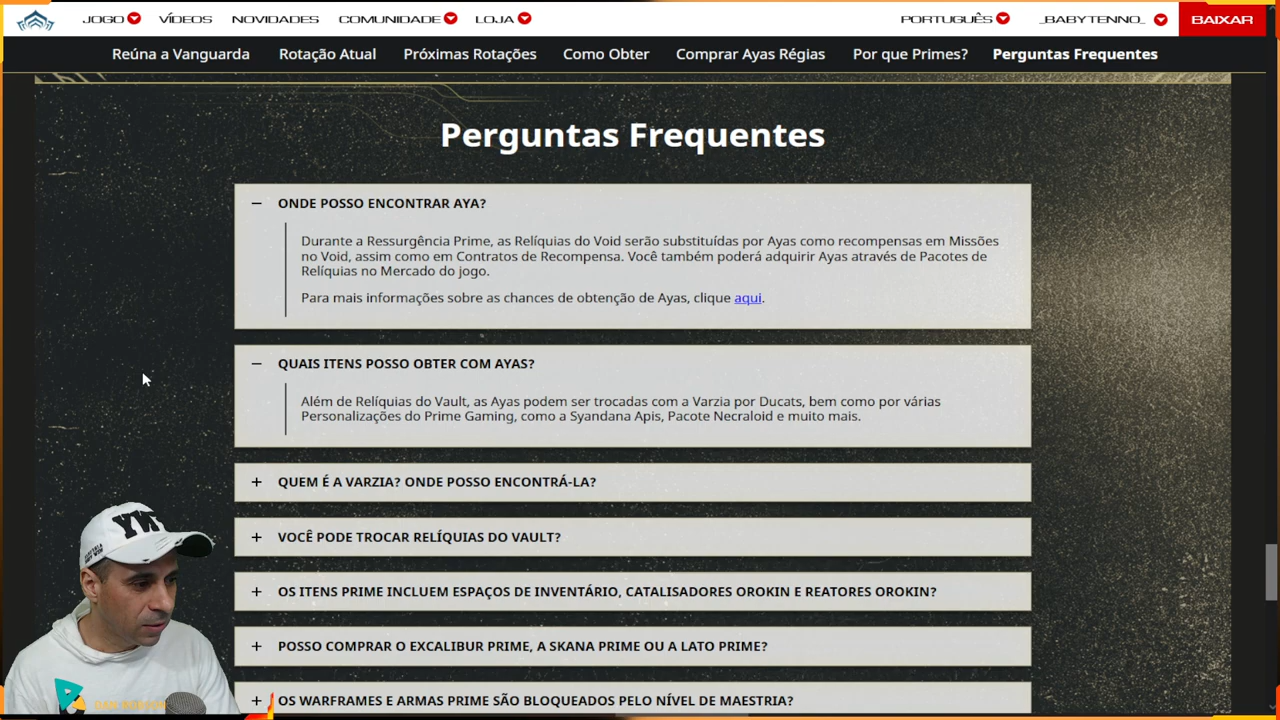 JOGO VÍDEOS NOVIDADES COMUNIDADE LOJA PORTUGUÊS _BABYTENNO_ BAIXAR
Reúna a Vanguarda Rotação Atual Próximas Rotações Como Obter Comprar Ayas Régias Por que Primes? Perguntas Frequentes
Perguntas Frequentes
− ONDE POSSO ENCONTRAR AYA?
Durante a Ressurgência Prime, as Relíquias do Void serão substituídas por Ayas como recompensas em Missões
no Void, assim como em Contratos de Recompensa. Você também poderá adquirir Ayas através de Pacotes de
Relíquias no Mercado do jogo.
Para mais informações sobre as chances de obtenção de Ayas, clique aqui.
− QUAIS ITENS POSSO OBTER COM AYAS?
Além de Relíquias do Vault, as Ayas podem ser trocadas com a Varzia por Ducats, bem como por várias
Personalizações do Prime Gaming, como a Syandana Apis, Pacote Necraloid e muito mais.
+ QUEM É A VARZIA? ONDE POSSO ENCONTRÁ-LA?
+ VOCÊ PODE TROCAR RELÍQUIAS DO VAULT?
+ OS ITENS PRIME INCLUEM ESPAÇOS DE INVENTÁRIO, CATALISADORES OROKIN E REATORES OROKIN?
+ POSSO COMPRAR O EXCALIBUR PRIME, A SKANA PRIME OU A LATO PRIME?
+ OS WARFRAMES E ARMAS PRIME SÃO BLOQUEADOS PELO NÍVEL DE MAESTRIA?